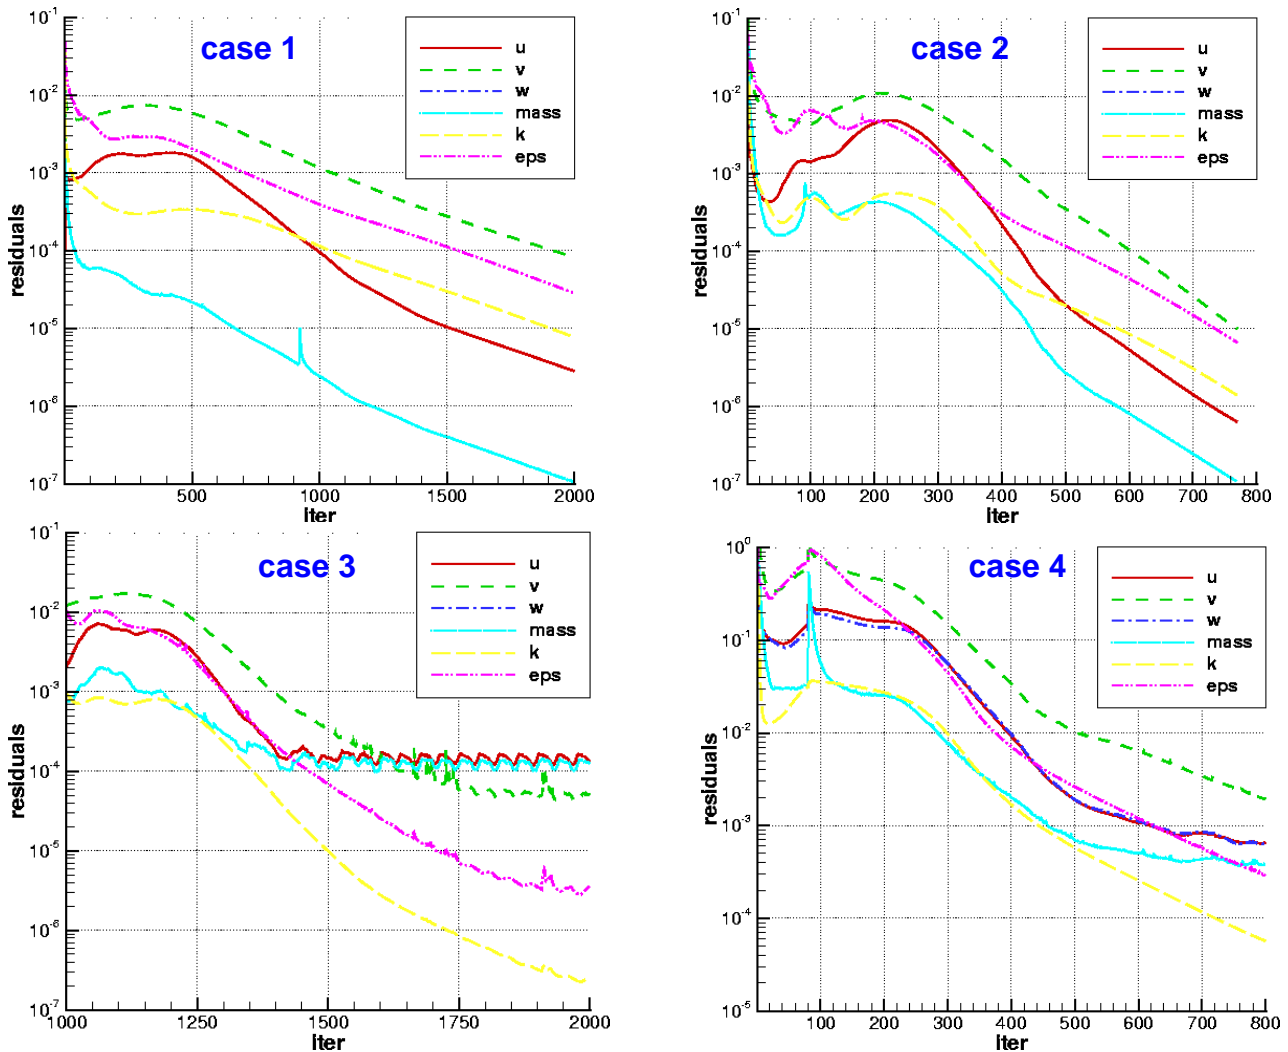 case 1
u
v
w
mass
k
eps
10^-1
10^-2
10^-3
10^-4
10^-5
10^-6
10^-7
residuals
500
1000
1500
2000
iter
case 2
u
v
w
mass
k
eps
10^0
10^-1
10^-2
10^-3
10^-4
10^-5
10^-6
10^-7
residuals
100
200
300
400
500
600
700
800
iter
case 3
u
v
w
mass
k
eps
10^-1
10^-2
10^-3
10^-4
10^-5
10^-6
10^-7
residuals
1000
1250
1500
1750
2000
iter
case 4
u
v
w
mass
k
eps
10^0
10^-1
10^-2
10^-3
10^-4
10^-5
residuals
100
200
300
400
500
600
700
800
iter